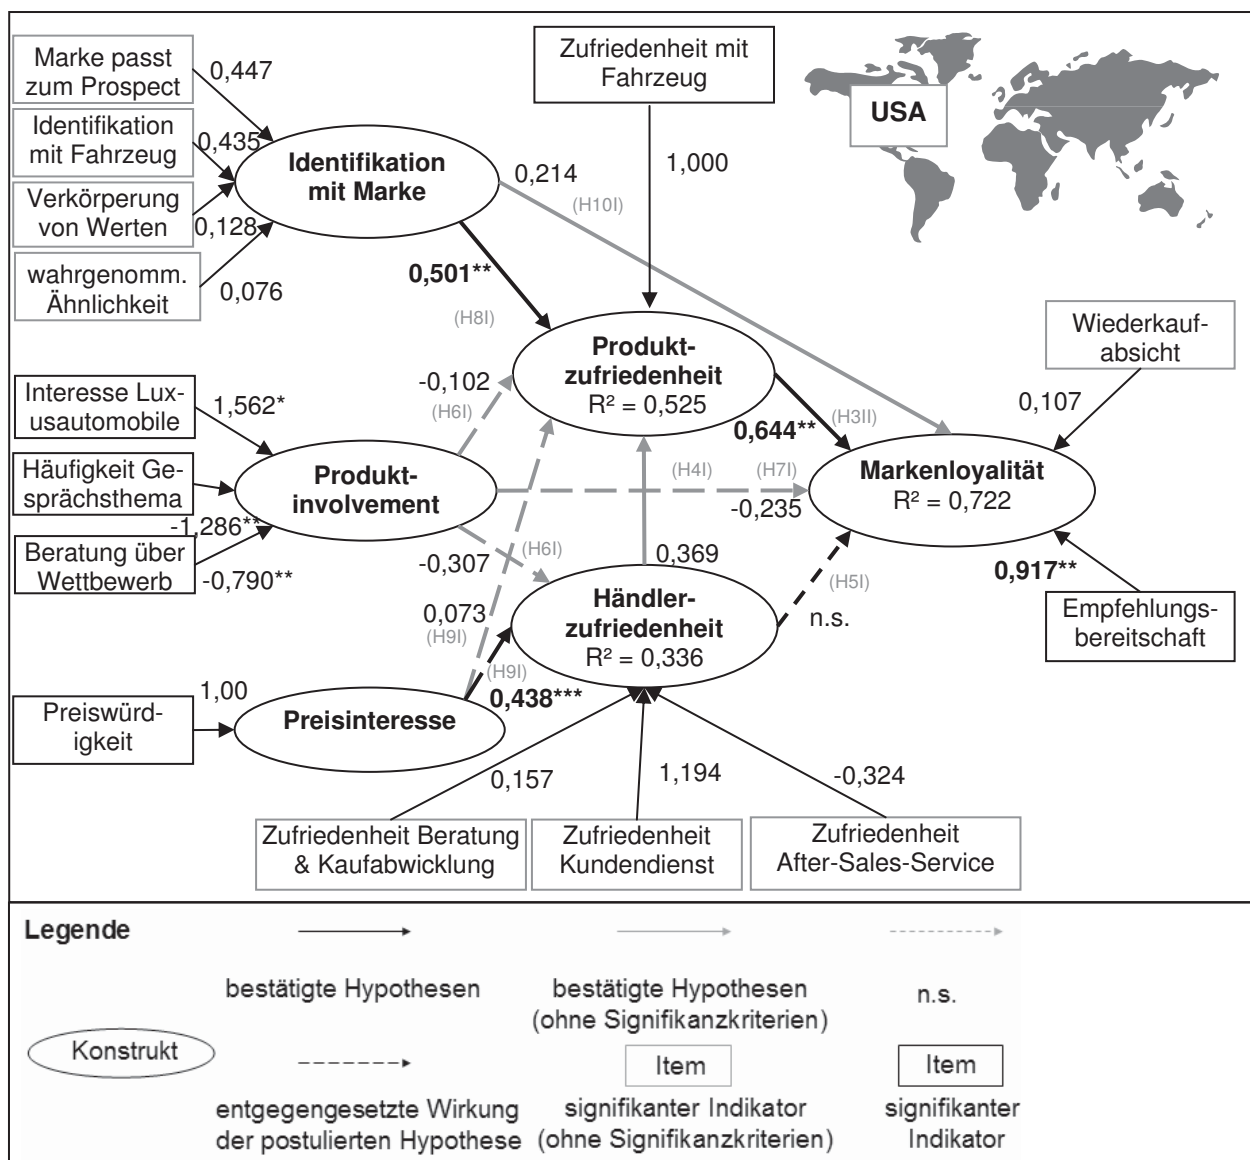 Marke passt
zum Prospect
0,447
Identifikation
mit Fahrzeug
0,435
Verkörperung
von Werten
0,128
wahrgenomm.
Ähnlichkeit
0,076
Identifikation
mit Marke
Zufriedenheit mit
Fahrzeug
1,000
USA
0,214
(H10I)
0,501**
(H8I)
Produkt-
zufriedenheit
R² = 0,525
Wiederkauf-
absicht
0,107
Interesse Lux-
usautomobile
1,562*
Häufigkeit Ge-
sprächsthema
-1,286**
Beratung über
Wettbewerb
-0,790**
Produkt-
involvement
-0,102
(H6I)
0,644**
(H3II)
(H4I)
(H7I)
-0,235
Markenloyalität
R² = 0,722
-0,307
(H6I)
0,369
0,073
(H9I)
Händler-
zufriedenheit
R² = 0,336
(H5I)
n.s.
0,917**
Empfehlungs-
bereitschaft
(H9I)
0,438***
Preiswürd-
igkeit
1,00
Preisinteresse
0,157
1,194
-0,324
Zufriedenheit Beratung
& Kaufabwicklung
Zufriedenheit
Kundendienst
Zufriedenheit
After-Sales-Service
Legende
bestätigte Hypothesen
bestätigte Hypothesen
(ohne Signifikanzkriterien)
n.s.
Konstrukt
entgegengesetzte Wirkung
der postulierten Hypothese
Item
signifikanter Indikator
(ohne Signifikanzkriterien)
Item
signifikanter
Indikator